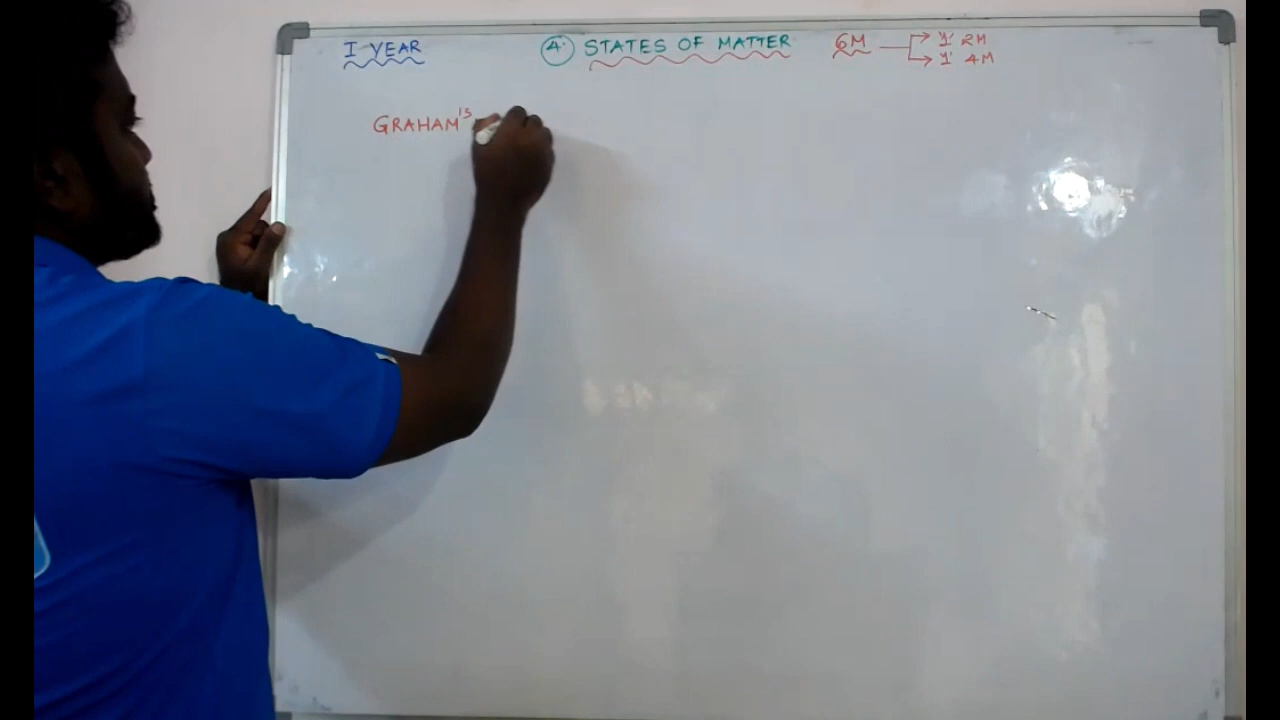 I YEAR
4. STATES OF MATTER
6M → 1' 2M
→ 1' 4M
GRAHAM'S